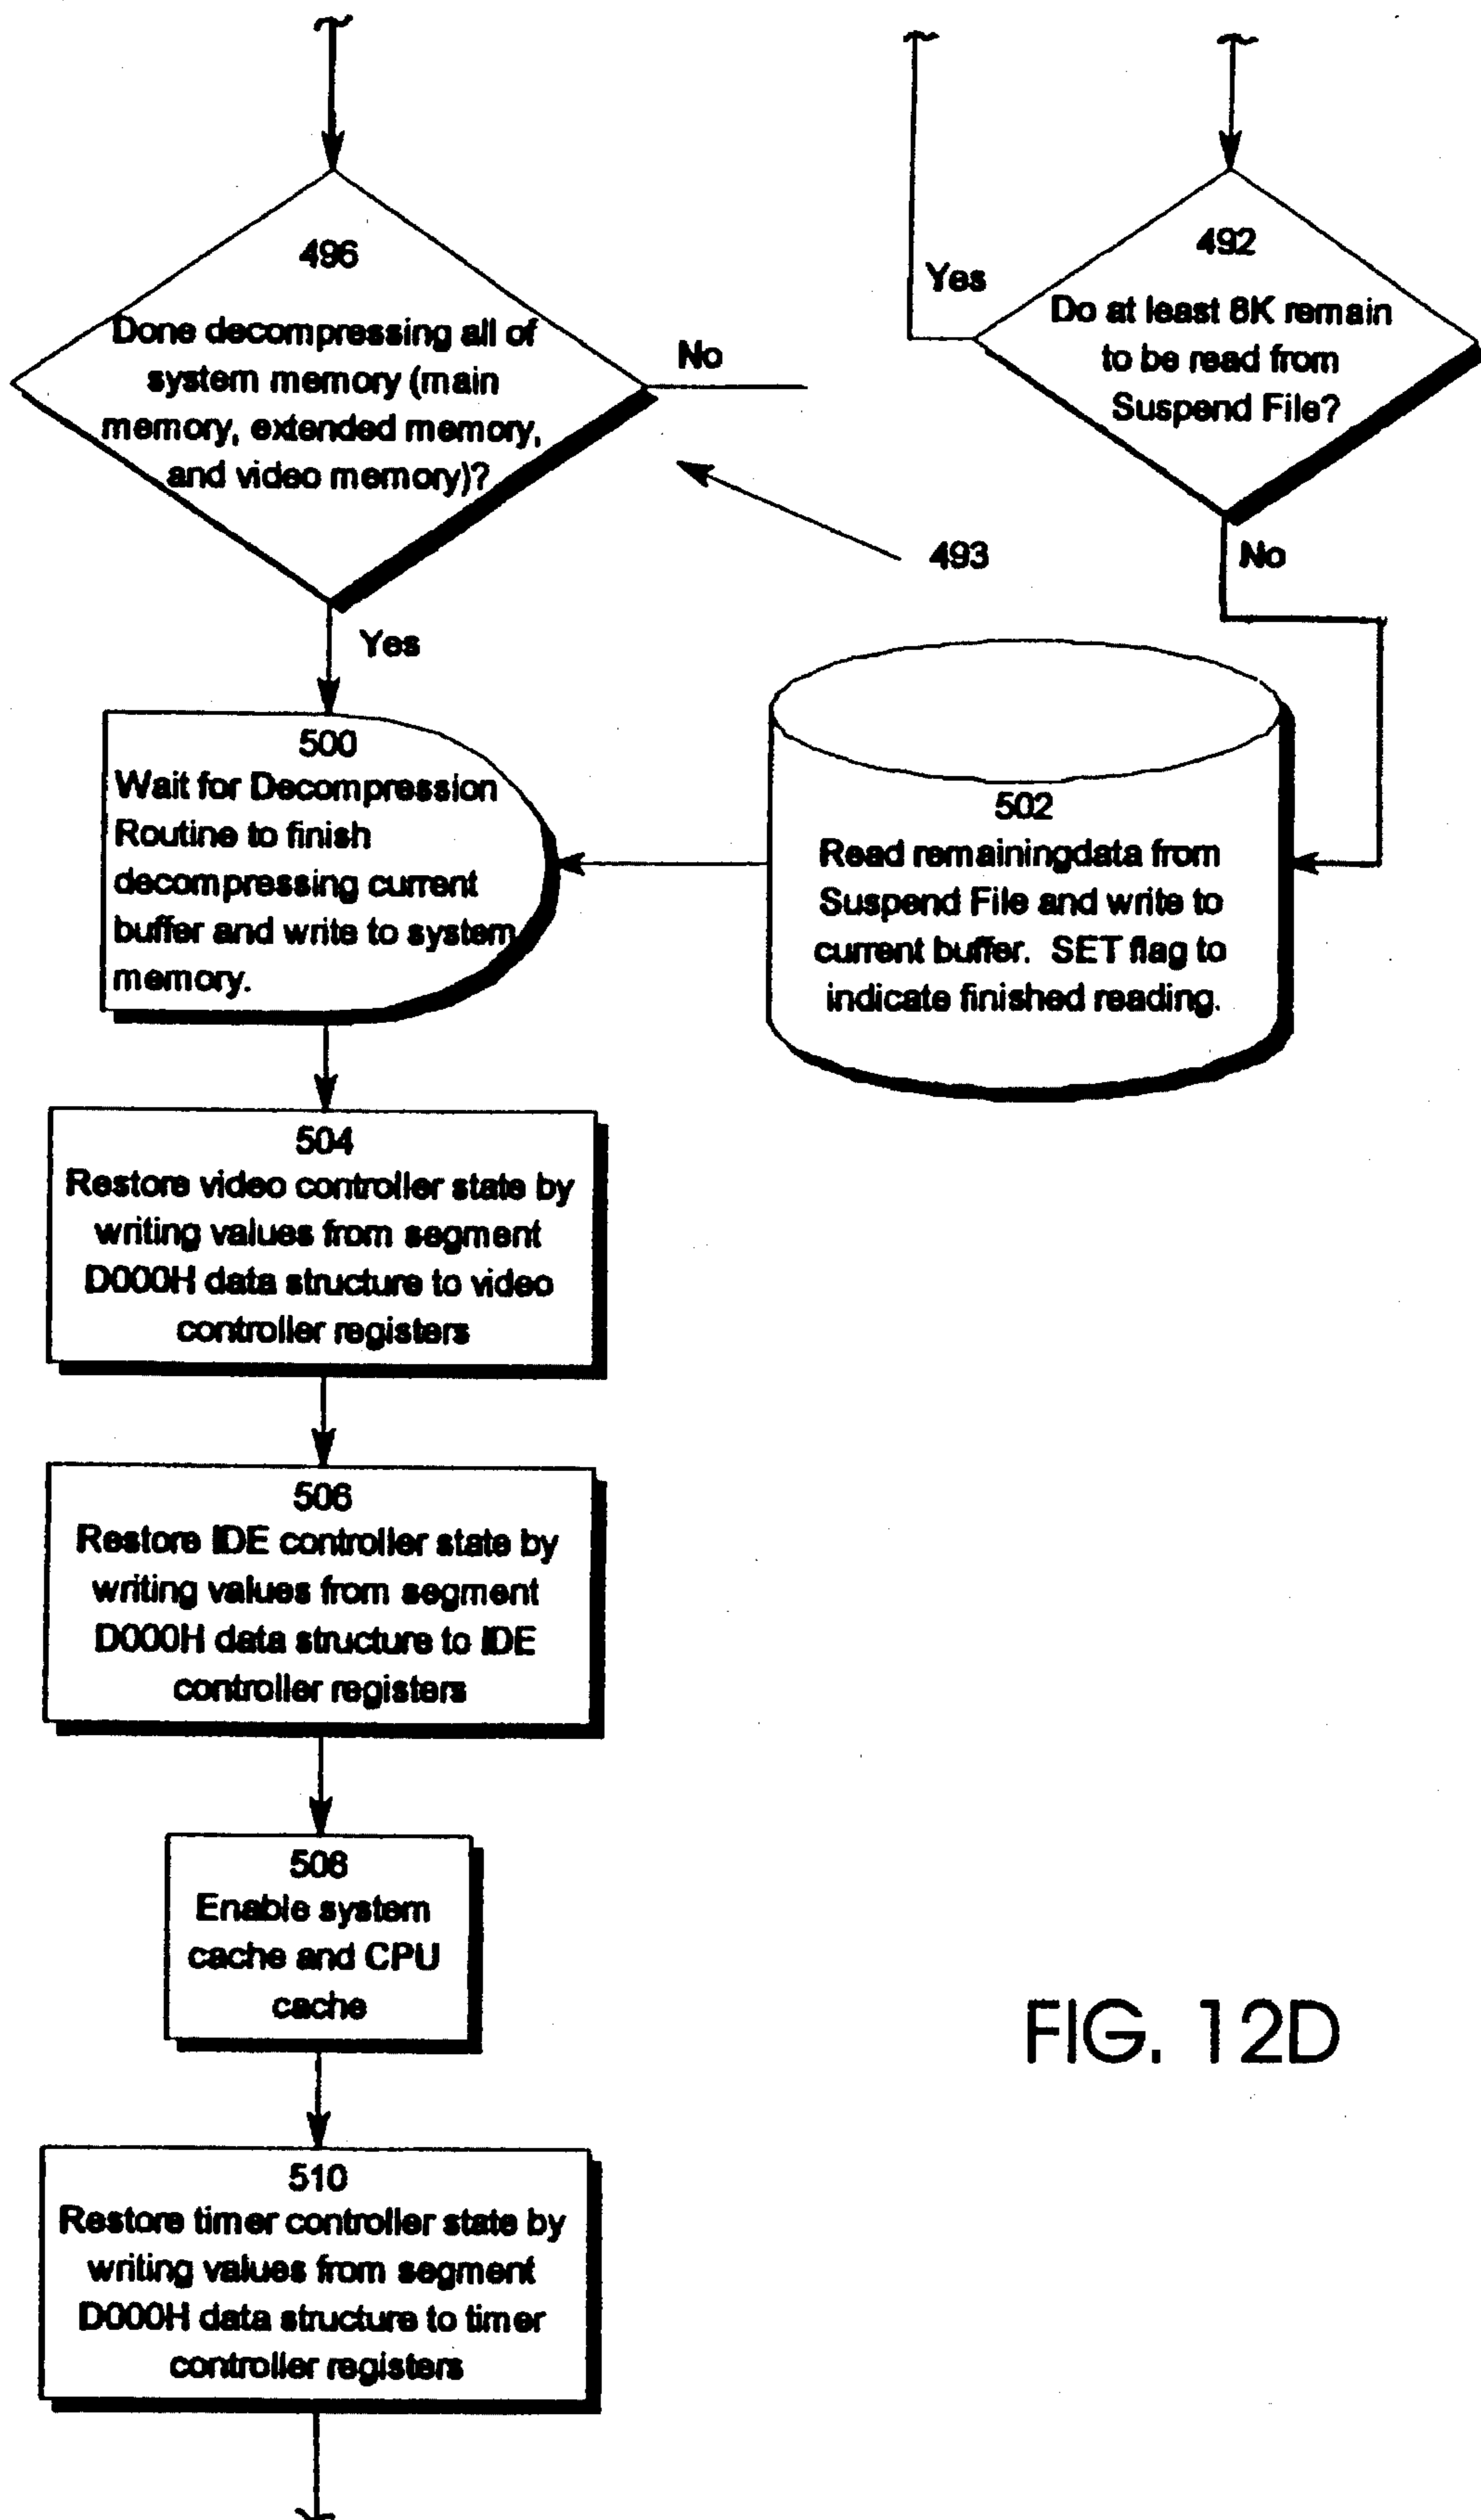 496
Done decompressing all of
system memory (main
memory, extended memory,
and video memory)?
No
Yes
492
Do at least 8K remain
to be read from
Suspend File?
Yes
No
493
500
Wait for Decompression
Routine to finish
decompressing current
buffer and write to system
memory.
502
Read remainingdata from
Suspend File and write to
current buffer. SET flag to
indicate finished reading.
504
Restore video controller state by
writing values from segment
D000H data structure to video
controller registers
506
Restore IDE controller state by
writing values from segment
D000H data structure to IDE
controller registers
508
Enable system
cache and CPU
cache
510
Restore timer controller state by
writing values from segment
D000H data structure to timer
controller registers
FIG. 12D